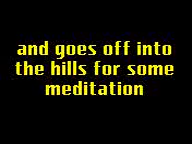 and goes off into
the hills for some
meditation